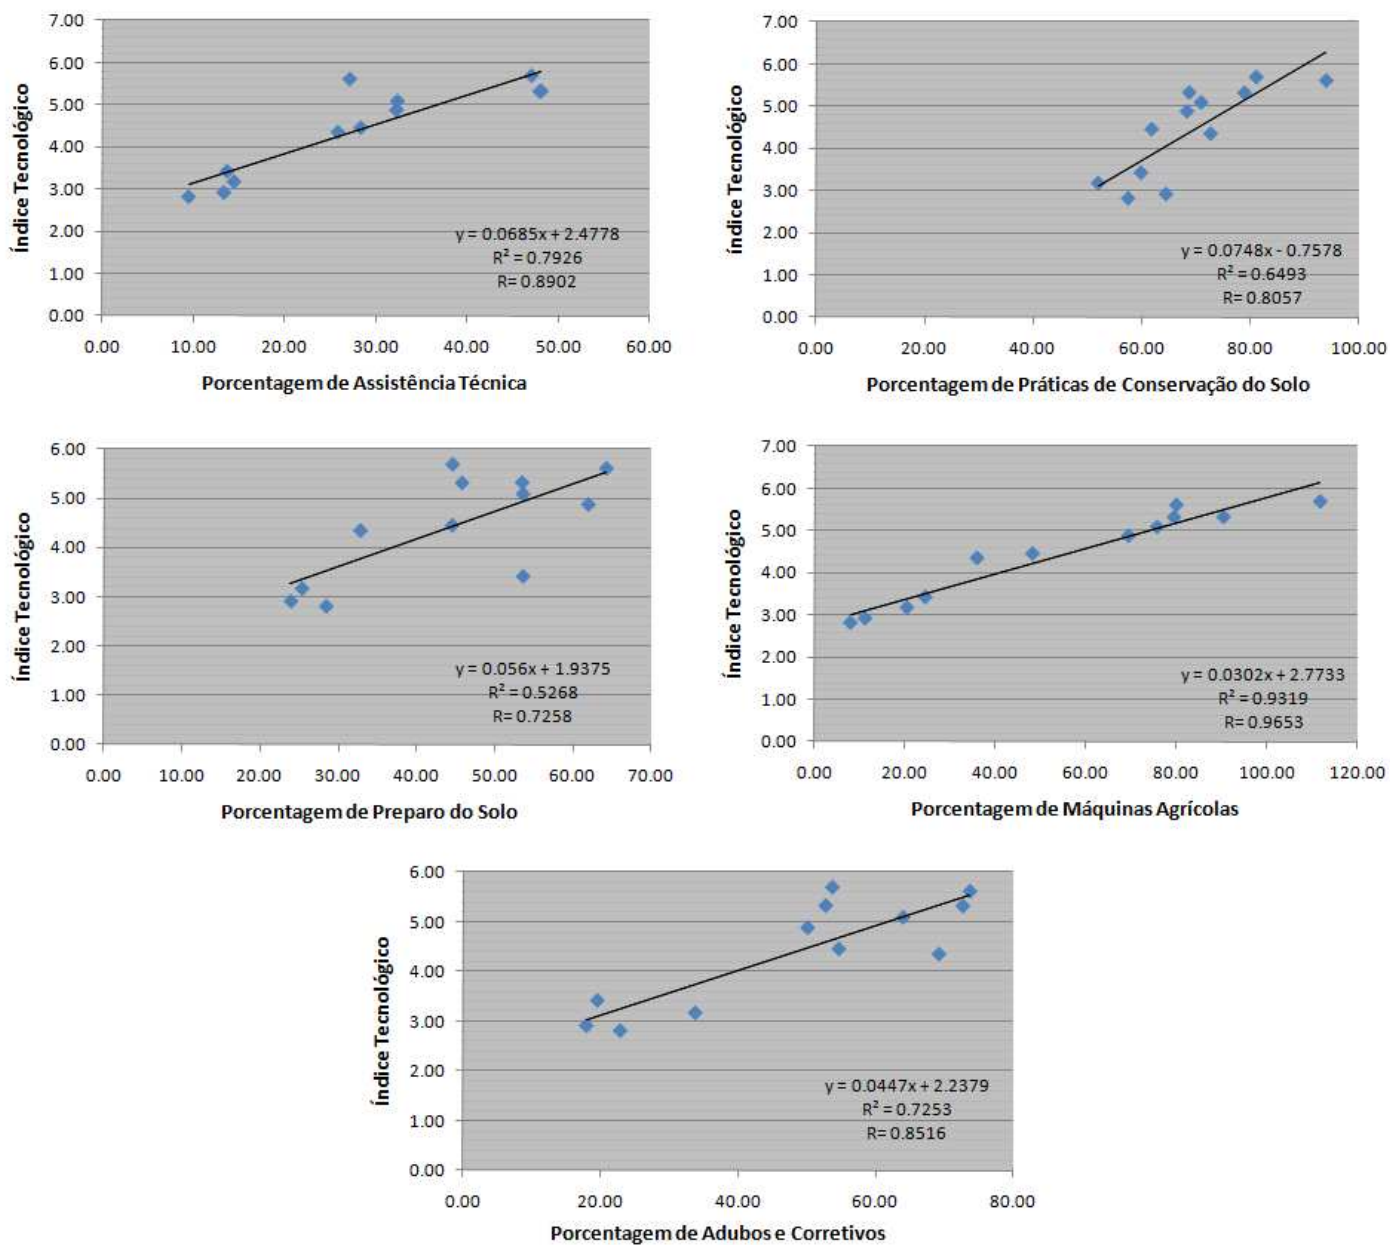 7.00
6.00
5.00
4.00
3.00
2.00
1.00
0.00
Índice Tecnológico
y = 0.0685x + 2.4778
R² = 0.7926
R= 0.8902
0.00 10.00 20.00 30.00 40.00 50.00 60.00
Porcentagem de Assistência Técnica
7.00
6.00
5.00
4.00
3.00
2.00
1.00
0.00
Índice Tecnológico
y = 0.0748x - 0.7578
R² = 0.6493
R= 0.8057
0.00 20.00 40.00 60.00 80.00 100.00
Porcentagem de Práticas de Conservação do Solo
6.00
5.00
4.00
3.00
2.00
1.00
0.00
Índice Tecnológico
y = 0.056x + 1.9375
R² = 0.5268
R= 0.7258
0.00 10.00 20.00 30.00 40.00 50.00 60.00 70.00
Porcentagem de Preparo do Solo
7.00
6.00
5.00
4.00
3.00
2.00
1.00
0.00
Índice Tecnológico
y = 0.0302x + 2.7733
R² = 0.9319
R= 0.9653
0.00 20.00 40.00 60.00 80.00 100.00 120.00
Porcentagem de Máquinas Agrícolas
6.00
5.00
4.00
3.00
2.00
1.00
0.00
Índice Tecnológico
y = 0.0447x + 2.2379
R² = 0.7253
R= 0.8516
0.00 20.00 40.00 60.00 80.00
Porcentagem de Adubos e Corretivos